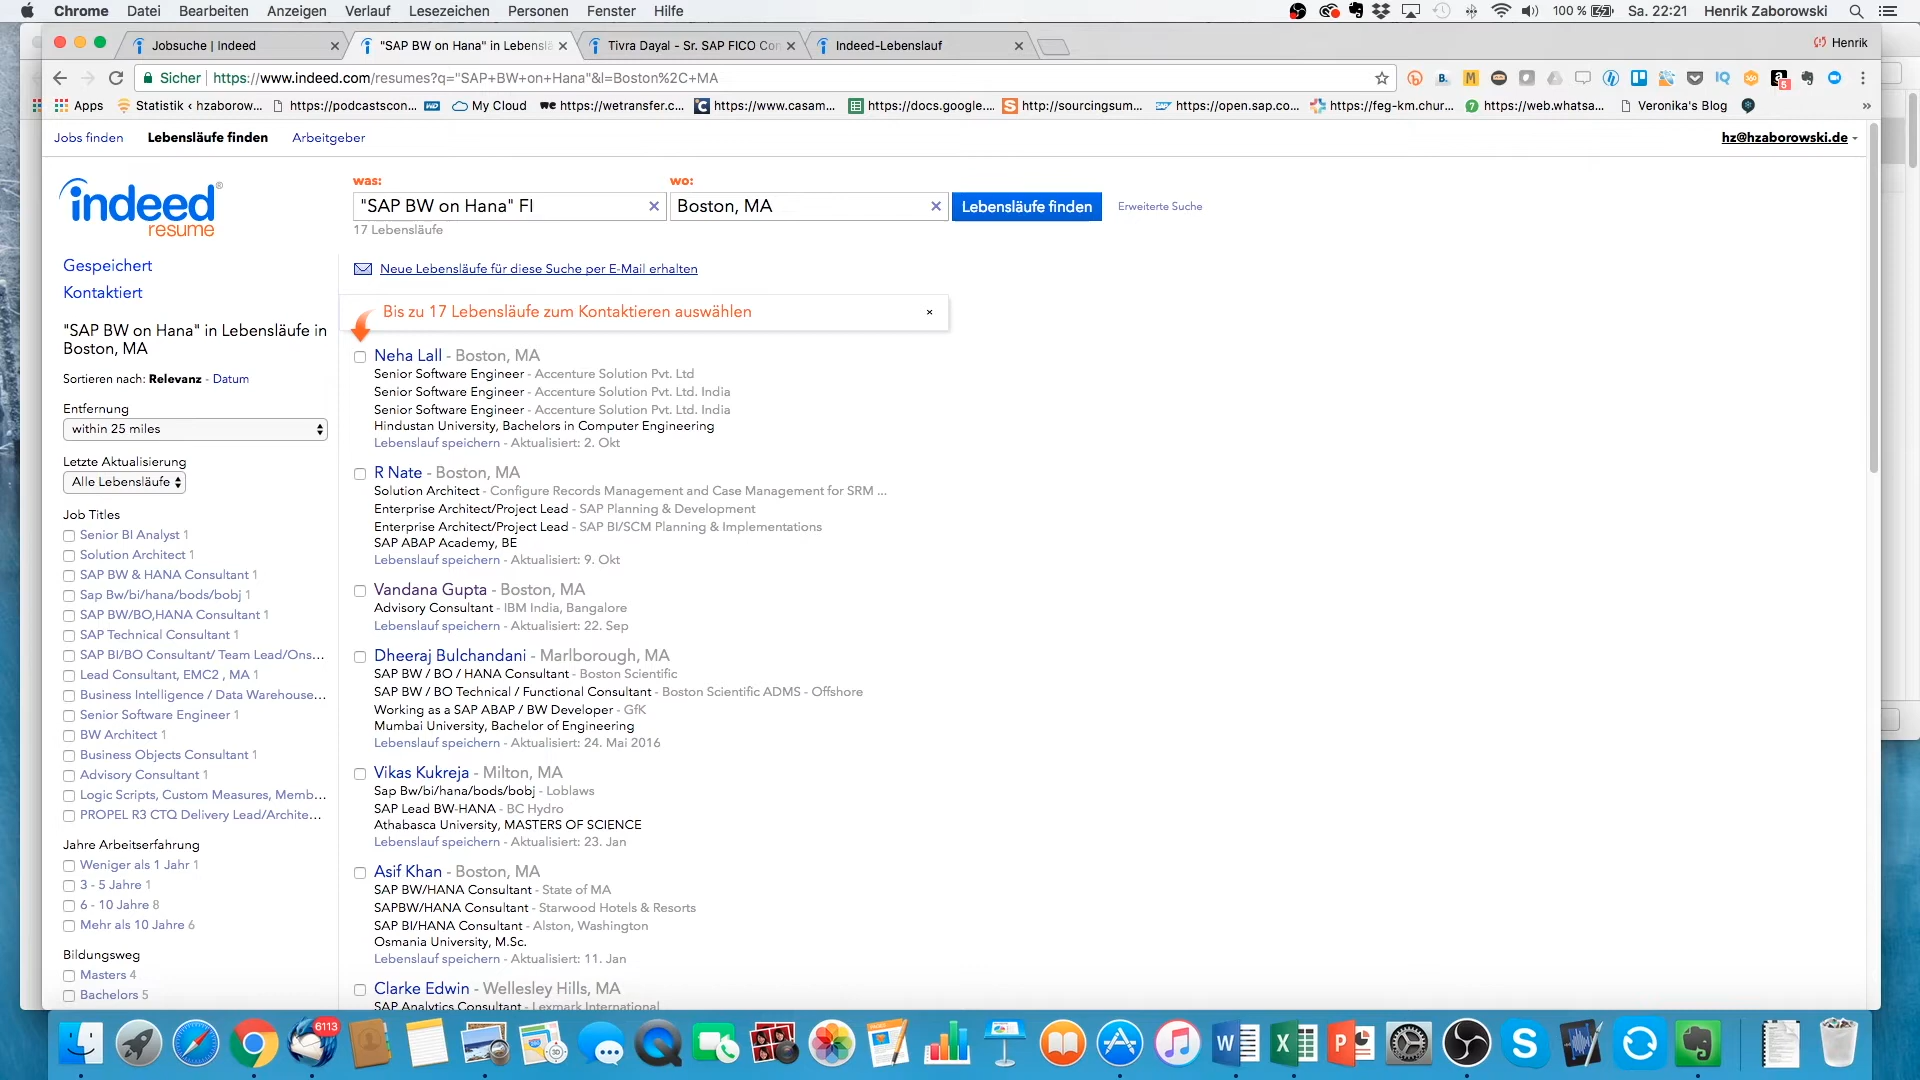 Chrome Datei Bearbeiten Anzeigen Verlauf Lesezeichen Personen Fenster Hilfe 100 % Sa. 22:21 Henrik Zaborowski
Jobsuche | Indeed "SAP BW on Hana" in Lebenslä Tivra Dayal - Sr. SAP FICO Con Indeed-Lebenslauf Henrik
Sicher https://www.indeed.com/resumes?q="SAP+BW+on+Hana"&l=Boston%2C+MA
Apps Statistik ‹ hzaborow... https://podcastscon... My Cloud https://wetransfer.c... https://www.casam... https://docs.google.... http://sourcingsum... https://open.sap.co... https://feg-km.chur... https://web.whatsa... Veronika's Blog »
Jobs finden Lebensläufe finden Arbeitgeber hz@hzaborowski.de
was: wo:
indeed resume
"SAP BW on Hana" FI Boston, MA Lebensläufe finden Erweiterte Suche
17 Lebensläufe
Gespeichert
Kontaktiert
"SAP BW on Hana" in Lebensläufe in
Boston, MA
Sortieren nach: Relevanz - Datum
Entfernung
within 25 miles
Letzte Aktualisierung
Alle Lebensläufe
Job Titles
Senior BI Analyst 1
Solution Architect 1
SAP BW & HANA Consultant 1
Sap Bw/bi/hana/bods/bobj 1
SAP BW/BO,HANA Consultant 1
SAP Technical Consultant 1
SAP BI/BO Consultant/ Team Lead/Ons...
Lead Consultant, EMC2 , MA 1
Business Intelligence / Data Warehouse...
Senior Software Engineer 1
BW Architect 1
Business Objects Consultant 1
Advisory Consultant 1
Logic Scripts, Custom Measures, Memb...
PROPEL R3 CTQ Delivery Lead/Archite...
Jahre Arbeitserfahrung
Weniger als 1 Jahr 1
3 - 5 Jahre 1
6 - 10 Jahre 8
Mehr als 10 Jahre 6
Bildungsweg
Masters 4
Bachelors 5
Neue Lebensläufe für diese Suche per E-Mail erhalten
Bis zu 17 Lebensläufe zum Kontaktieren auswählen ×
Neha Lall - Boston, MA
Senior Software Engineer - Accenture Solution Pvt. Ltd
Senior Software Engineer - Accenture Solution Pvt. Ltd. India
Senior Software Engineer - Accenture Solution Pvt. Ltd. India
Hindustan University, Bachelors in Computer Engineering
Lebenslauf speichern - Aktualisiert: 2. Okt
R Nate - Boston, MA
Solution Architect - Configure Records Management and Case Management for SRM ...
Enterprise Architect/Project Lead - SAP Planning & Development
Enterprise Architect/Project Lead - SAP BI/SCM Planning & Implementations
SAP ABAP Academy, BE
Lebenslauf speichern - Aktualisiert: 9. Okt
Vandana Gupta - Boston, MA
Advisory Consultant - IBM India, Bangalore
Lebenslauf speichern - Aktualisiert: 22. Sep
Dheeraj Bulchandani - Marlborough, MA
SAP BW / BO / HANA Consultant - Boston Scientific
SAP BW / BO Technical / Functional Consultant - Boston Scientific ADMS - Offshore
Working as a SAP ABAP / BW Developer - GfK
Mumbai University, Bachelor of Engineering
Lebenslauf speichern - Aktualisiert: 24. Mai 2016
Vikas Kukreja - Milton, MA
Sap Bw/bi/hana/bods/bobj - Loblaws
SAP Lead BW-HANA - BC Hydro
Athabasca University, MASTERS OF SCIENCE
Lebenslauf speichern - Aktualisiert: 23. Jan
Asif Khan - Boston, MA
SAP BW/HANA Consultant - State of MA
SAPBW/HANA Consultant - Starwood Hotels & Resorts
SAP BI/HANA Consultant - Alston, Washington
Osmania University, M.Sc.
Lebenslauf speichern - Aktualisiert: 11. Jan
Clarke Edwin - Wellesley Hills, MA
SAP Analytics Consultant - Lexmark International
6113